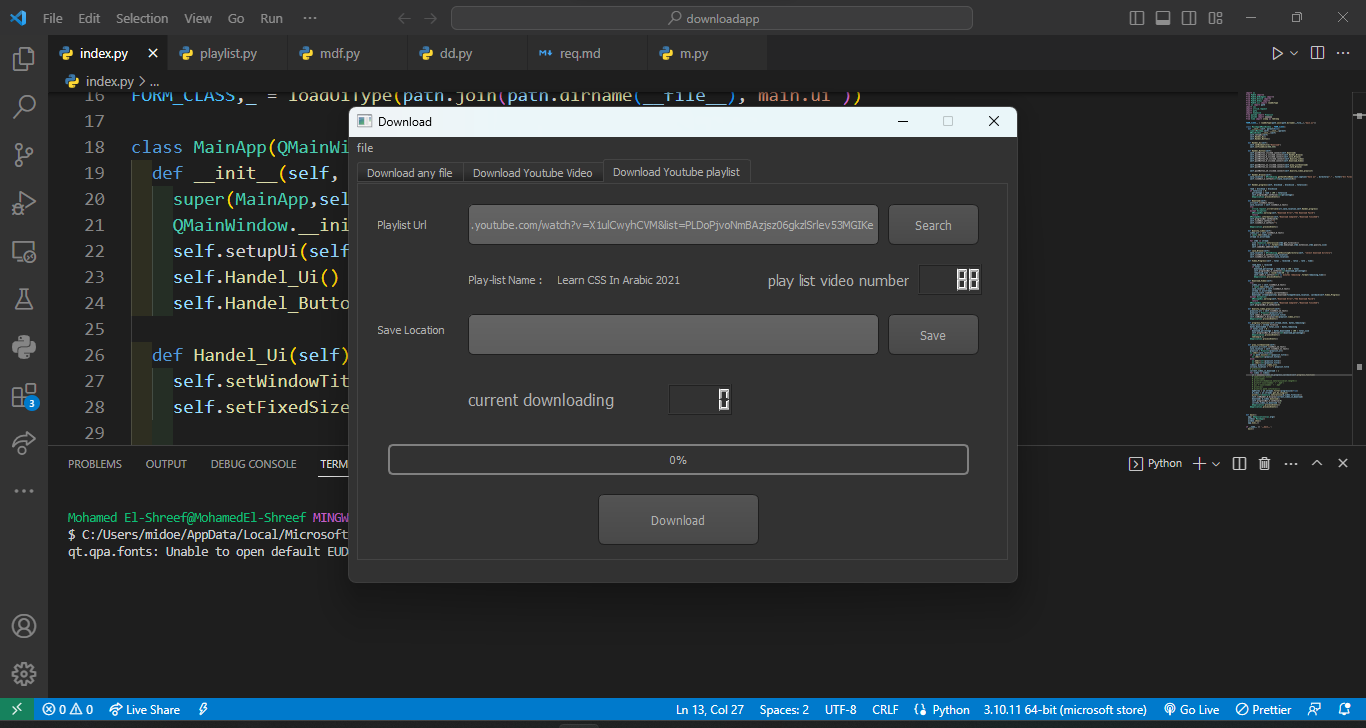 File Edit Selection View Go Run ··· downloadapp
index.py playlist.py mdf.py dd.py req.md m.py
index.py > ...
16 FORM_CLASS,_ = loadUiType(path.join(path.dirname(__file__), main.ui ))
17
18 class MainApp(QMainWi
19 def __init__(self,
20 super(MainApp,sel
21 QMainWindow.__ini
22 self.setupUi(self
23 self.Handel_Ui()
24 self.Handel_Butto
25
26 def Handel_Ui(self)
27 self.setWindowTit
28 self.setFixedSize
29
Download
file
Download any file Download Youtube Video Download Youtube playlist
Playlist Url .youtube.com/watch?v=X1ulCwyhCVM&list=PLDoPjvoNmBAzjsz06gkzlSrlev53MGIKe Search
Play-list Name : Learn CSS In Arabic 2021 play list video number 88
Save Location Save
current downloading 0
0%
Download
PROBLEMS OUTPUT DEBUG CONSOLE TERM Python
Mohamed El-Shreef@MohamedEl-Shreef MINGW
$ C:/Users/midoe/AppData/Local/Microsoft
qt.qpa.fonts: Unable to open default EUD
3
0 0 Live Share Ln 13, Col 27 Spaces: 2 UTF-8 CRLF Python 3.10.11 64-bit (microsoft store) Go Live Prettier